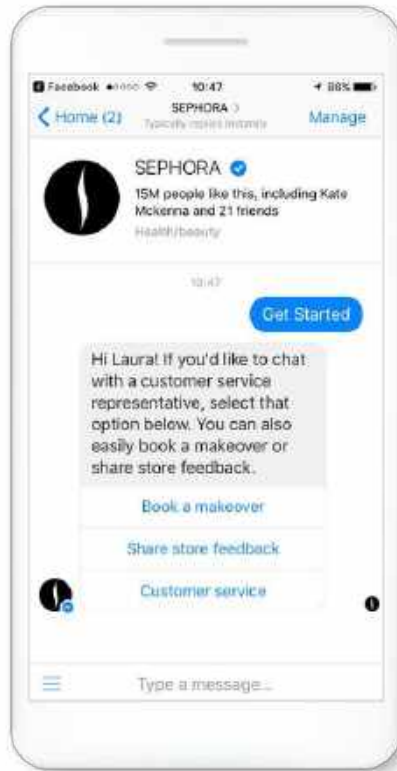 Facebook 10:47 86%
Home (2) SEPHORA Manage
Typically replies instantly
SEPHORA
15M people like this, including Kate
Mckenna and 21 friends
Health/beauty
10:47
Get Started
Hi Laura! If you'd like to chat
with a customer service
representative, select that
option below. You can also
easily book a makeover or
share store feedback.
Book a makeover
Share store feedback
Customer service
Type a message...